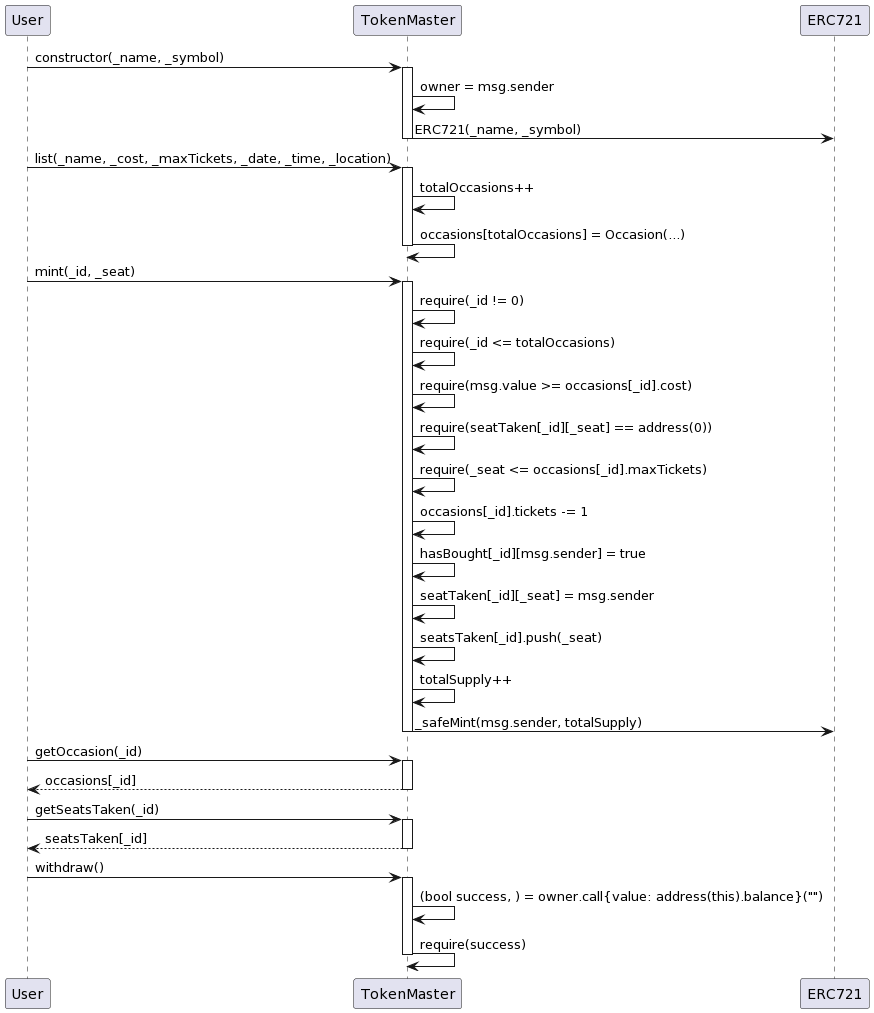 User TokenMaster ERC721
constructor(_name, _symbol)
owner = msg.sender
ERC721(_name, _symbol)
list(_name, _cost, _maxTickets, _date, _time, _location)
totalOccasions++
occasions[totalOccasions] = Occasion(...)
mint(_id, _seat)
require(_id != 0)
require(_id <= totalOccasions)
require(msg.value >= occasions[_id].cost)
require(seatTaken[_id][_seat] == address(0))
require(_seat <= occasions[_id].maxTickets)
occasions[_id].tickets -= 1
hasBought[_id][msg.sender] = true
seatTaken[_id][_seat] = msg.sender
seatsTaken[_id].push(_seat)
totalSupply++
_safeMint(msg.sender, totalSupply)
getOccasion(_id)
occasions[_id]
getSeatsTaken(_id)
seatsTaken[_id]
withdraw()
(bool success, ) = owner.call{value: address(this).balance}("")
require(success)
User TokenMaster ERC721